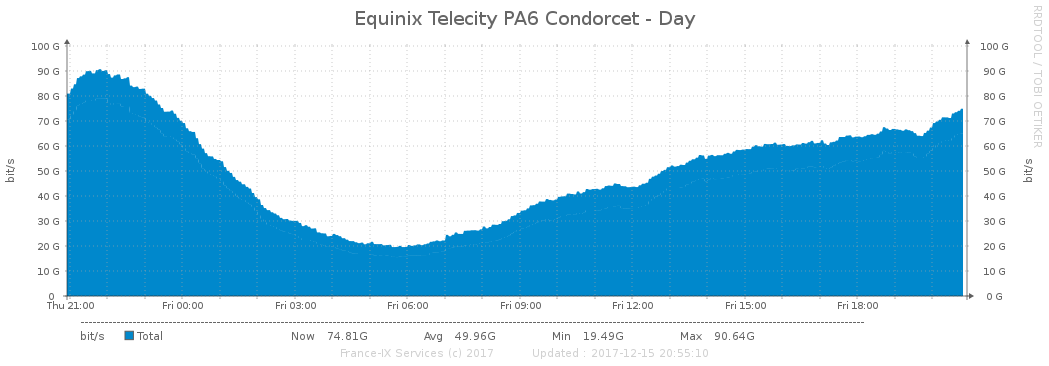 Equinix Telecity PA6 Condorcet - Day
RRDTOOL / TOBI OETIKER
bit/s
100 G
90 G
80 G
70 G
60 G
50 G
40 G
30 G
20 G
10 G
0
100 G
90 G
80 G
70 G
60 G
50 G
40 G
30 G
20 G
10 G
0 G
bit/s
Thu 21:00 Fri 00:00 Fri 03:00 Fri 06:00 Fri 09:00 Fri 12:00 Fri 15:00 Fri 18:00
bit/s Total Now 74.81G Avg 49.96G Min 19.49G Max 90.64G
France-IX Services (c) 2017 Updated : 2017-12-15 20:55:10